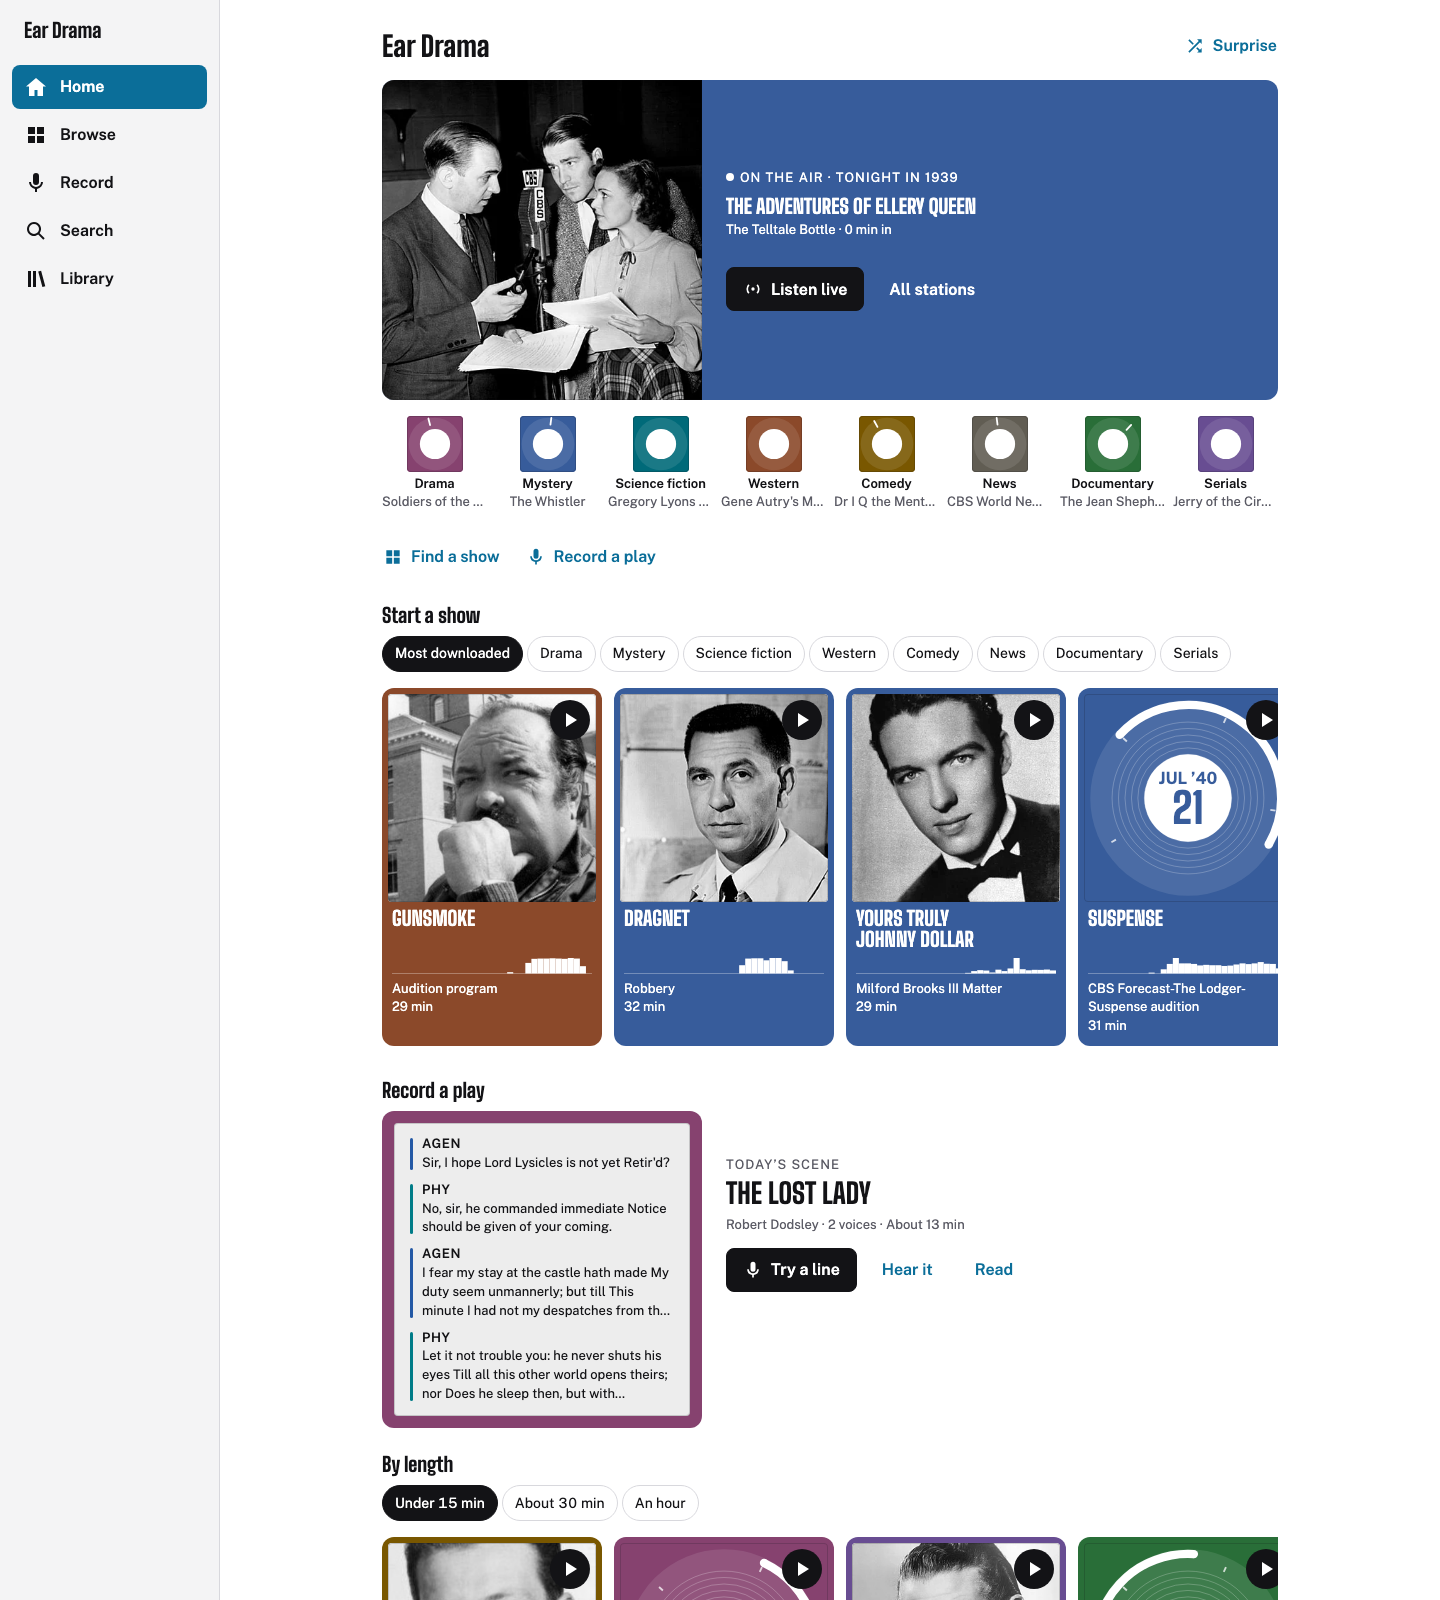 Ear Drama
Home
Browse
Record
Search
Library
Ear Drama
Surprise
CBS
CBS
ON THE AIR · TONIGHT IN 1939
THE ADVENTURES OF ELLERY QUEEN
The Telltale Bottle · 0 min in
Listen live
All stations
Drama
Soldiers of the ...
Mystery
The Whistler
Science fiction
Gregory Lyons ...
Western
Gene Autry's M...
Comedy
Dr I Q the Ment...
News
CBS World Ne...
Documentary
The Jean Sheph...
Serials
Jerry of the Cir...
Find a show
Record a play
Start a show
Most downloaded
Drama
Mystery
Science fiction
Western
Comedy
News
Documentary
Serials
GUNSMOKE
Audition program
29 min
DRAGNET
Robbery
32 min
YOURS TRULY
JOHNNY DOLLAR
Milford Brooks III Matter
29 min
JUL ’40
21
SUSPENSE
CBS Forecast-The Lodger-
Suspense audition
31 min
Record a play
AGEN
Sir, I hope Lord Lysicles is not yet Retir'd?
PHY
No, sir, he commanded immediate Notice
should be given of your coming.
AGEN
I fear my stay at the castle hath made My
duty seem unmannerly; but till This
minute I had not my despatches from th...
PHY
Let it not trouble you: he never shuts his
eyes Till all this other world opens theirs;
nor Does he sleep then, but with...
TODAY’S SCENE
THE LOST LADY
Robert Dodsley · 2 voices · About 13 min
Try a line
Hear it
Read
By length
Under 15 min
About 30 min
An hour